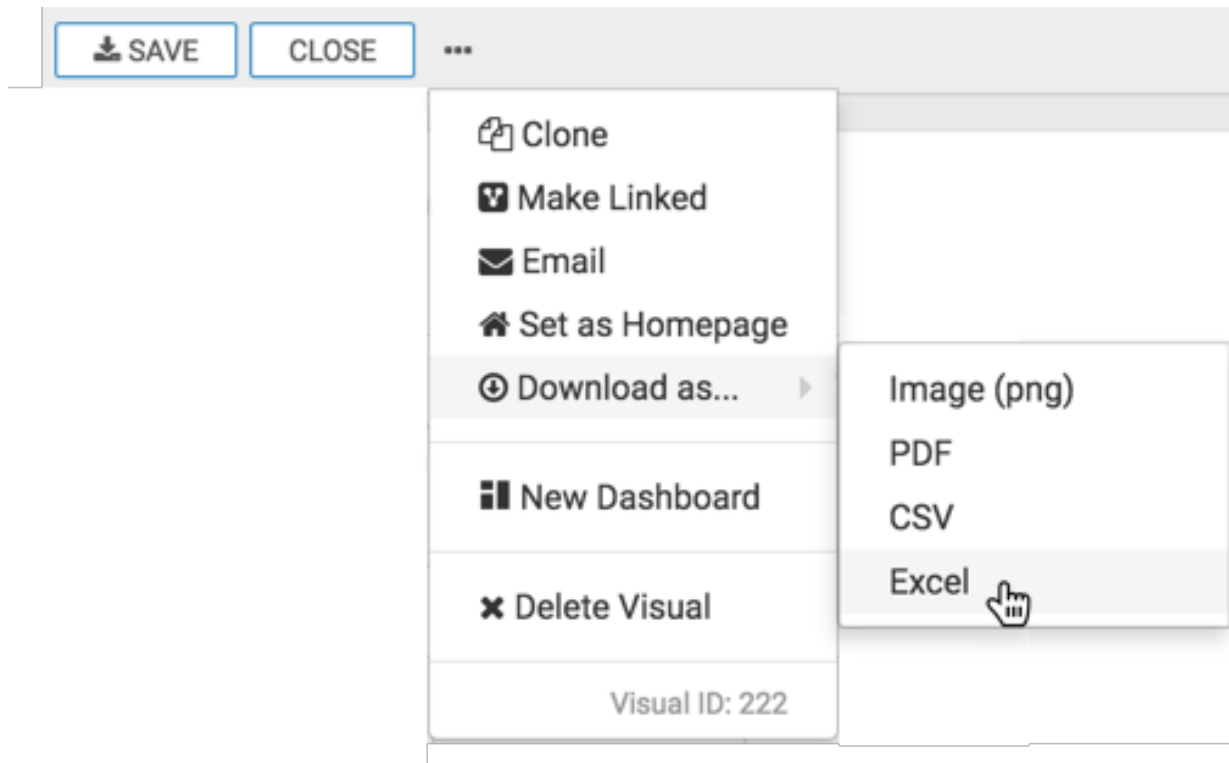 SAVE CLOSE
Clone
Make Linked
Email
Set as Homepage
Download as...
Image (png)
PDF
New Dashboard
CSV
Excel
Delete Visual
Visual ID: 222